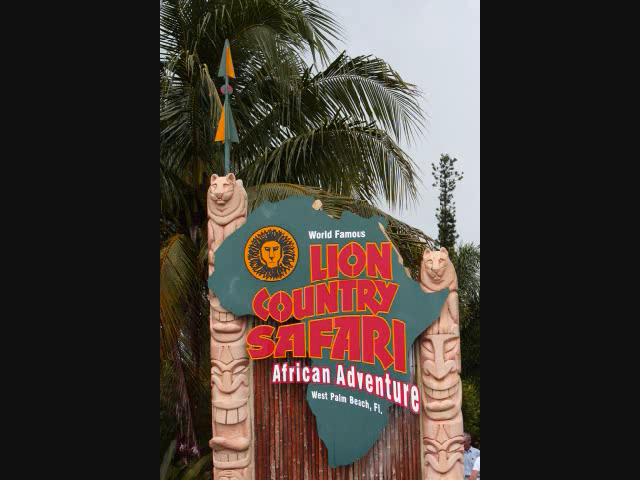 World Famous
LION
COUNTRY
SAFARI
African Adventure
West Palm Beach, Fl.